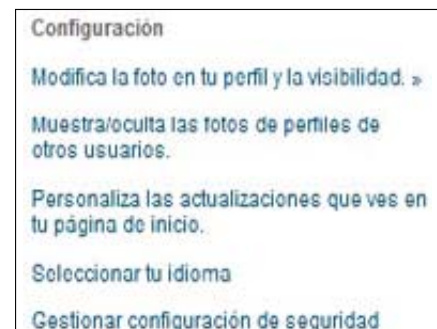 Configuración
Modifica la foto en tu perfil y la visibilidad. »
Muestra/oculta las fotos de perfiles de
otros usuarios.
Personaliza las actualizaciones que ves en
tu página de inicio.
Seleccionar tu idioma
Gestionar configuración de seguridad